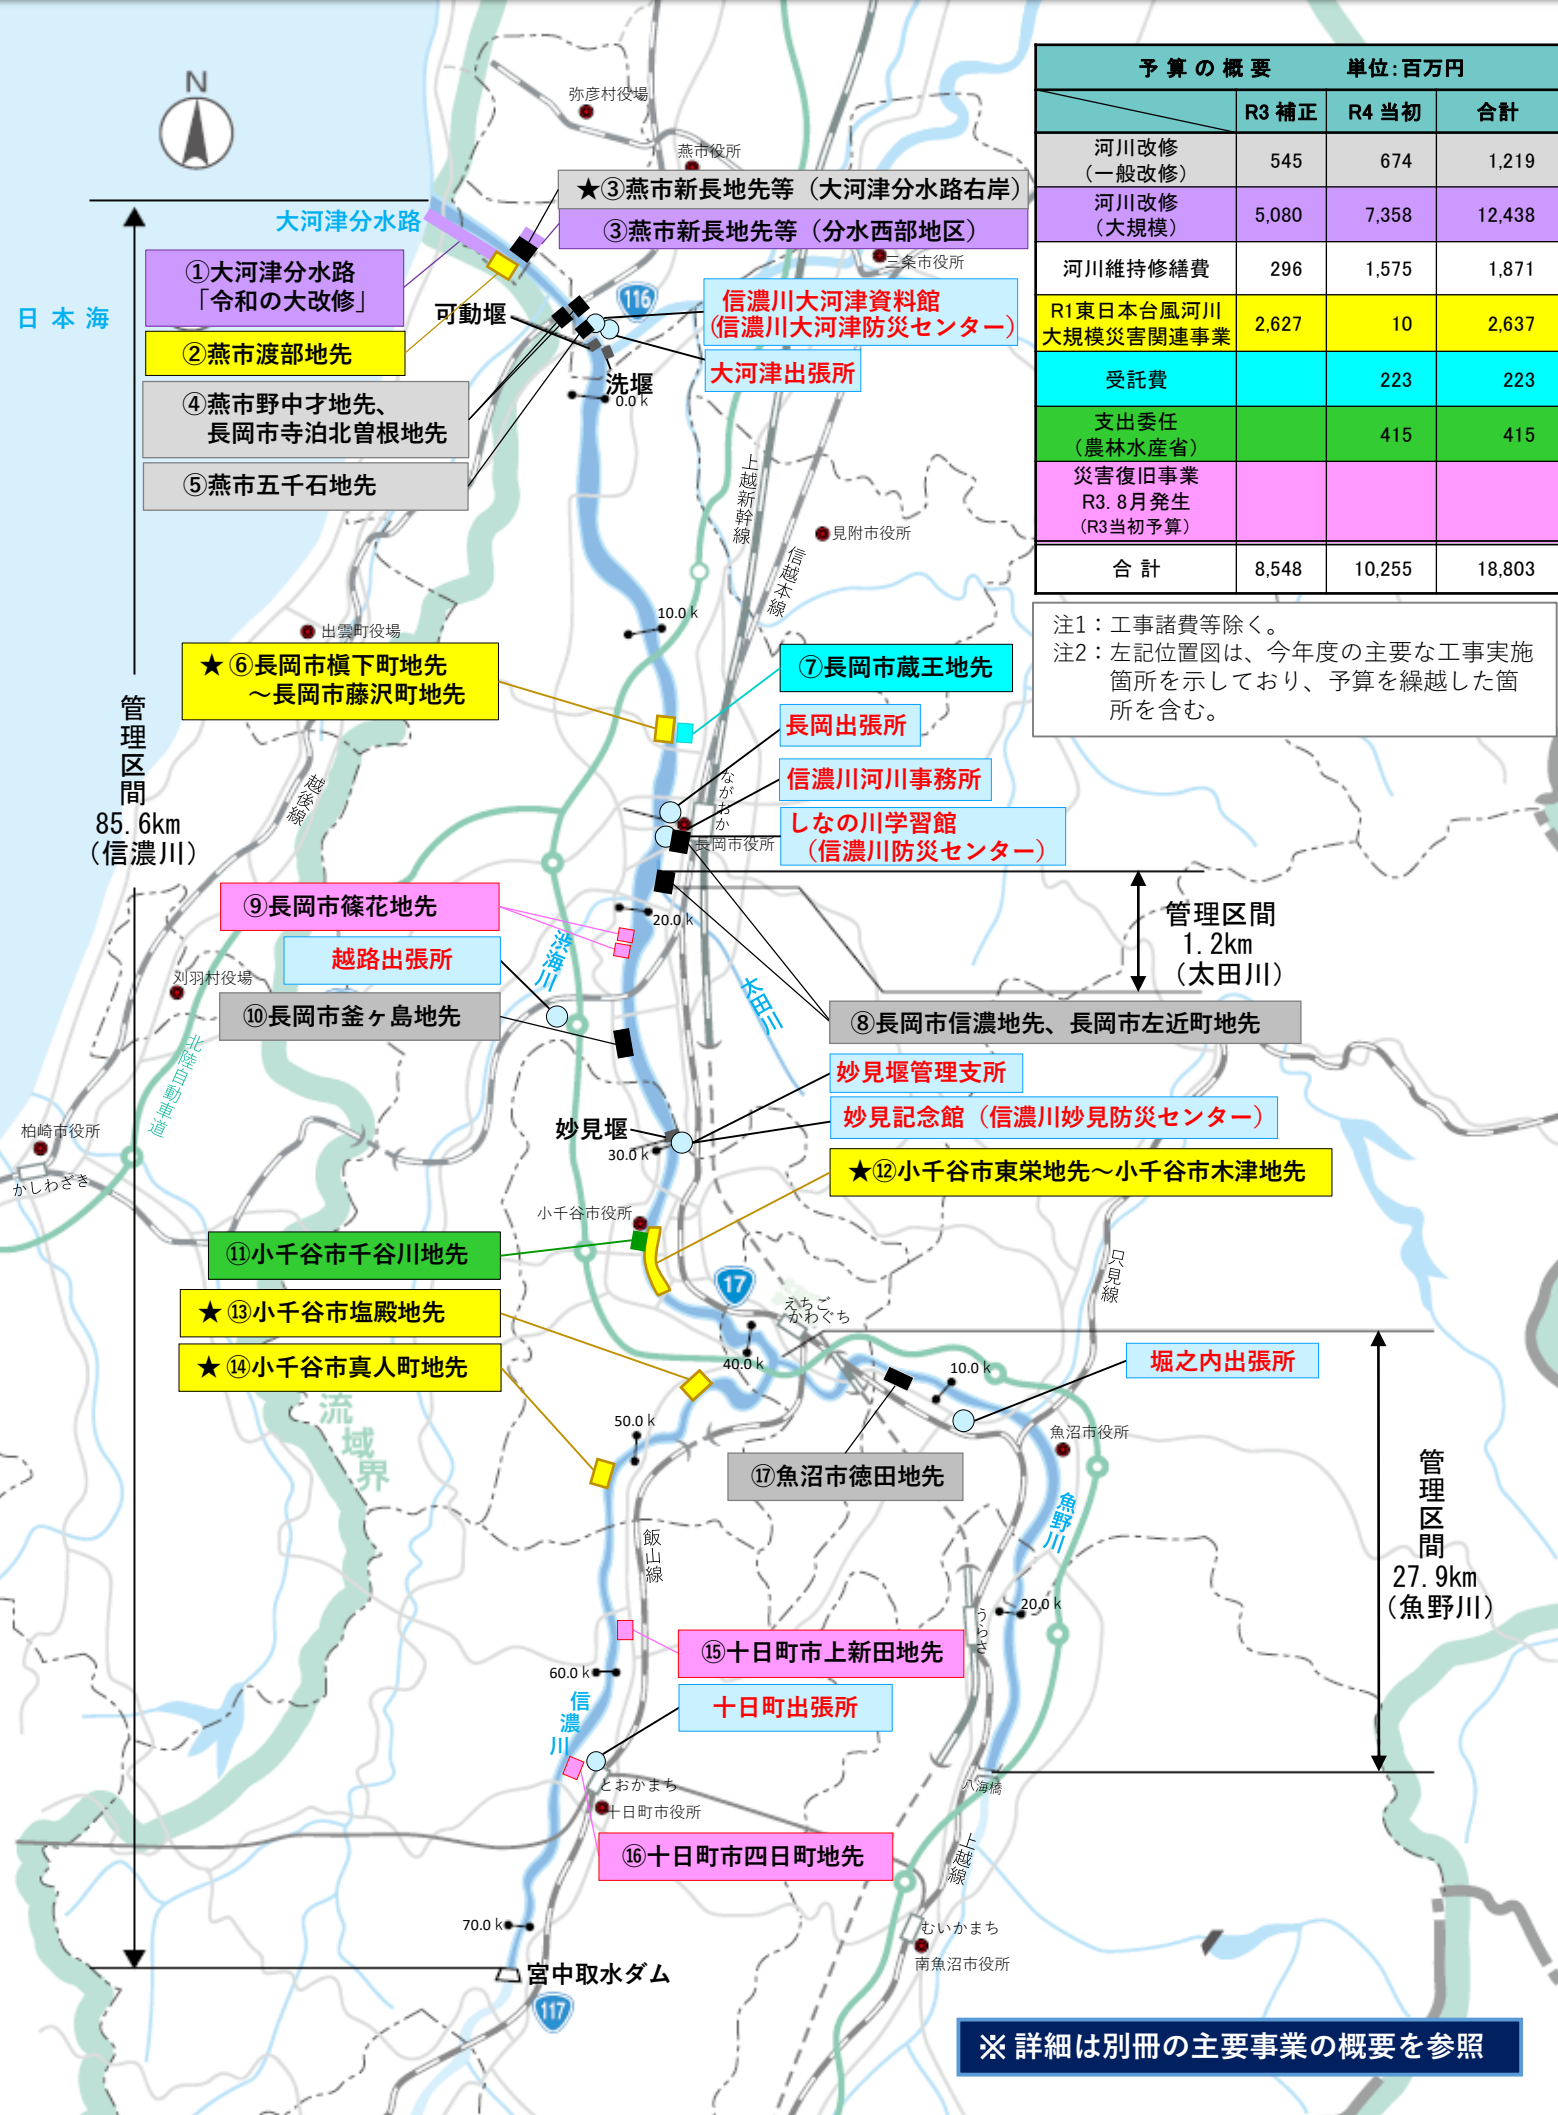 予算の概要 単位:百万円
R3 補正 R4 当初 合計
河川改修
（一般改修）
545 674 1,219
河川改修
（大規模）
5,080 7,358 12,438
河川維持修繕費 296 1,575 1,871
R1東日本台風河川
大規模災害関連事業
2,627 10 2,637
受託費 223 223
支出委任
（農林水産省）
415 415
災害復旧事業
R3.8月発生
（R3当初予算）
合 計 8,548 10,255 18,803
注1：工事諸費等除く。
注2：左記位置図は、今年度の主要な工事実施
箇所を示しており、予算を繰越した箇
所を含む。
N
弥彦村役場
燕市役所
★③燕市新長地先等（大河津分水路右岸）
③燕市新長地先等（分水西部地区）
大河津分水路
三条市役所
①大河津分水路
「令和の大改修」
日本海
可動堰
116
信濃川大河津資料館
（信濃川大河津防災センター）
②燕市渡部地先
大河津出張所
洗堰
0.0ｋ
④燕市野中才地先、
長岡市寺泊北曽根地先
⑤燕市五千石地先
上越新幹線
見附市役所
信越本線
10.0ｋ
出雲町役場
★⑥長岡市槇下町地先
～長岡市藤沢町地先
⑦長岡市蔵王地先
管理区間
85.6km
（信濃川）
長岡出張所
越後線
ながおか
信濃川河川事務所
長岡市役所
しなの川学習館
（信濃川防災センター）
⑨長岡市篠花地先
20.0ｋ
管理区間
1.2km
（太田川）
越路出張所
渋海川
太田川
刈羽村役場
⑩長岡市釜ヶ島地先
⑧長岡市信濃地先、長岡市左近町地先
北陸自動車道
妙見堰管理支所
妙見記念館（信濃川妙見防災センター）
柏崎市役所
妙見堰
30.0ｋ
かしわざき
★⑫小千谷市東栄地先～小千谷市木津地先
小千谷市役所
⑪小千谷市千谷川地先
只見線
17
★⑬小千谷市塩殿地先
えちご
かわぐち
★⑭小千谷市真人町地先
40.0ｋ
10.0ｋ
堀之内出張所
流域界
50.0ｋ
魚沼市役所
⑰魚沼市徳田地先
管理区間
27.9km
（魚野川）
魚野川
飯山線
20.0ｋ
うらさ
⑮十日町市上新田地先
60.0ｋ
信濃川
十日町出張所
とおかまち
八海橋
十日町市役所
⑯十日町市四日町地先
上越線
70.0ｋ
むいかまち
南魚沼市役所
宮中取水ダム
117
※ 詳細は別冊の主要事業の概要を参照